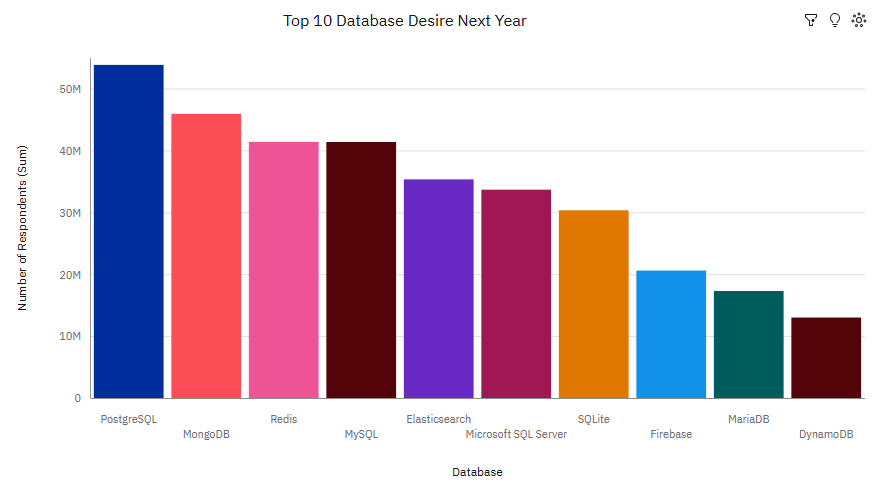 Top 10 Database Desire Next Year
Number of Respondents (Sum)
50M
40M
30M
20M
10M
0
PostgreSQL
MongoDB
Redis
MySQL
Elasticsearch
Microsoft SQL Server
SQLite
Firebase
MariaDB
DynamoDB
Database